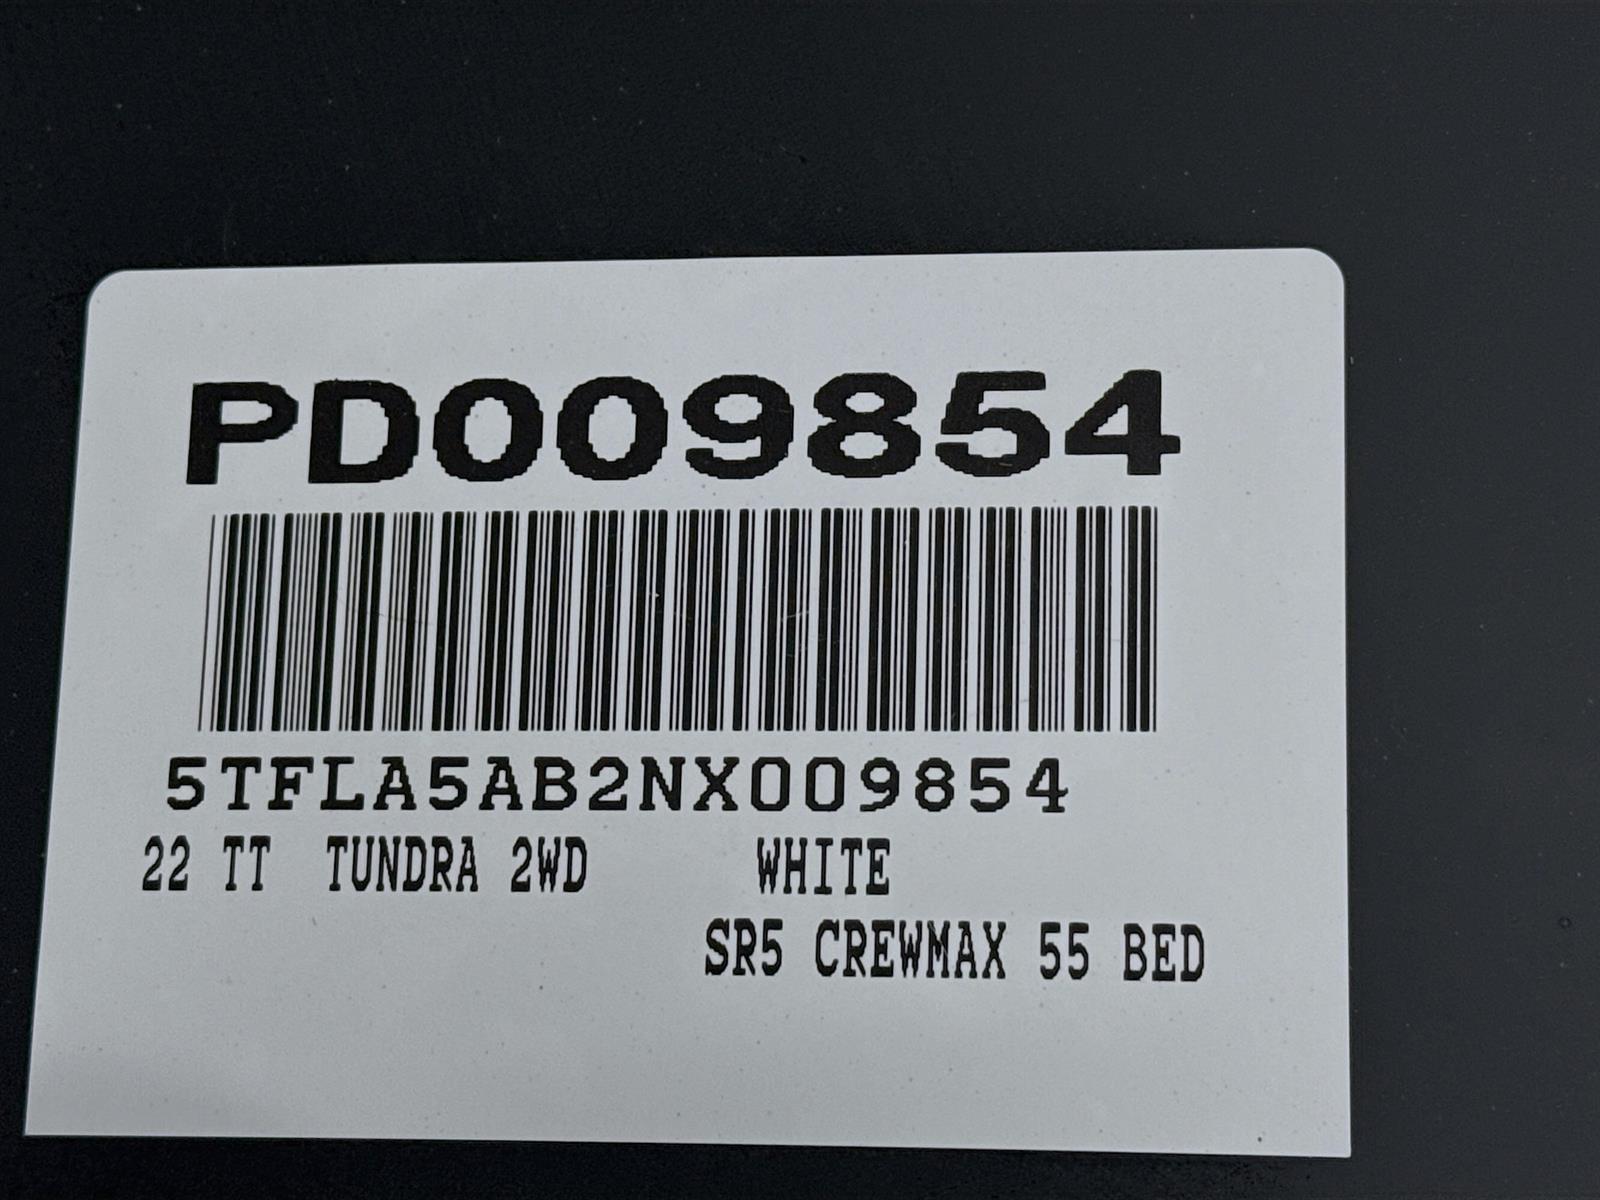 PD009854
5TFLA5AB2NX009854
22 TT TUNDRA 2WD WHITE
SR5 CREWMAX 55 BED